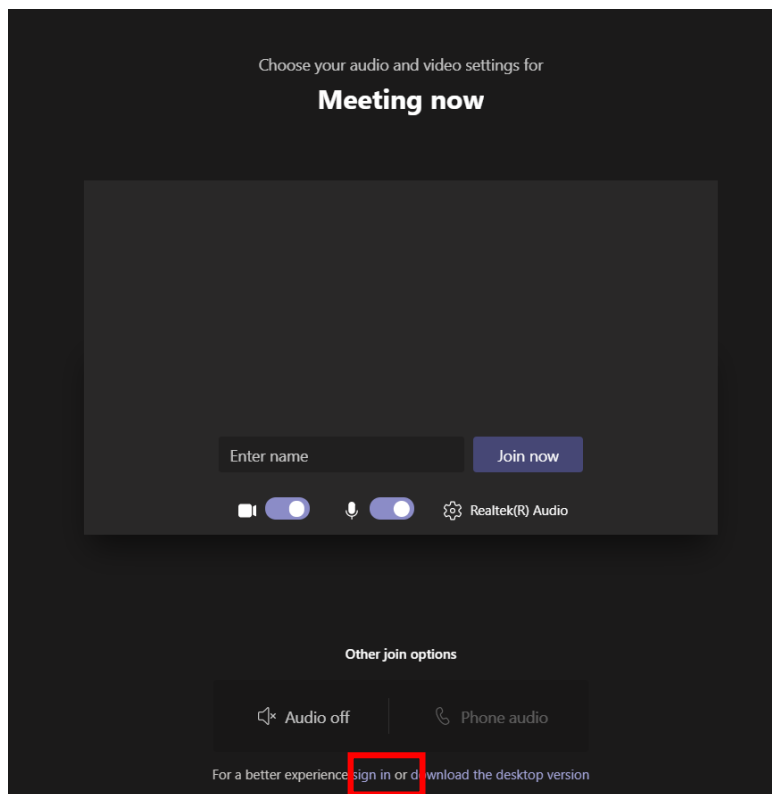 Choose your audio and video settings for
Meeting now
Enter name
Join now
Realtek(R) Audio
Other join options
Audio off
Phone audio
For a better experience sign in or download the desktop version